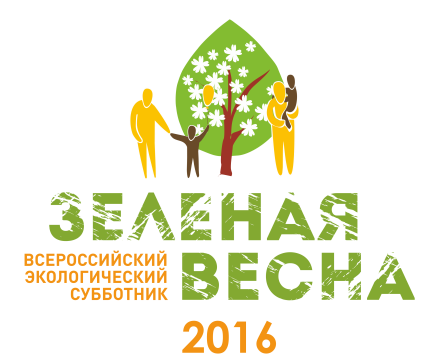 ЗЕЛЕНАЯ
ВСЕРОССИЙСКИЙ
ЭКОЛОГИЧЕСКИЙ
СУББОТНИК
ВЕСНА
2016